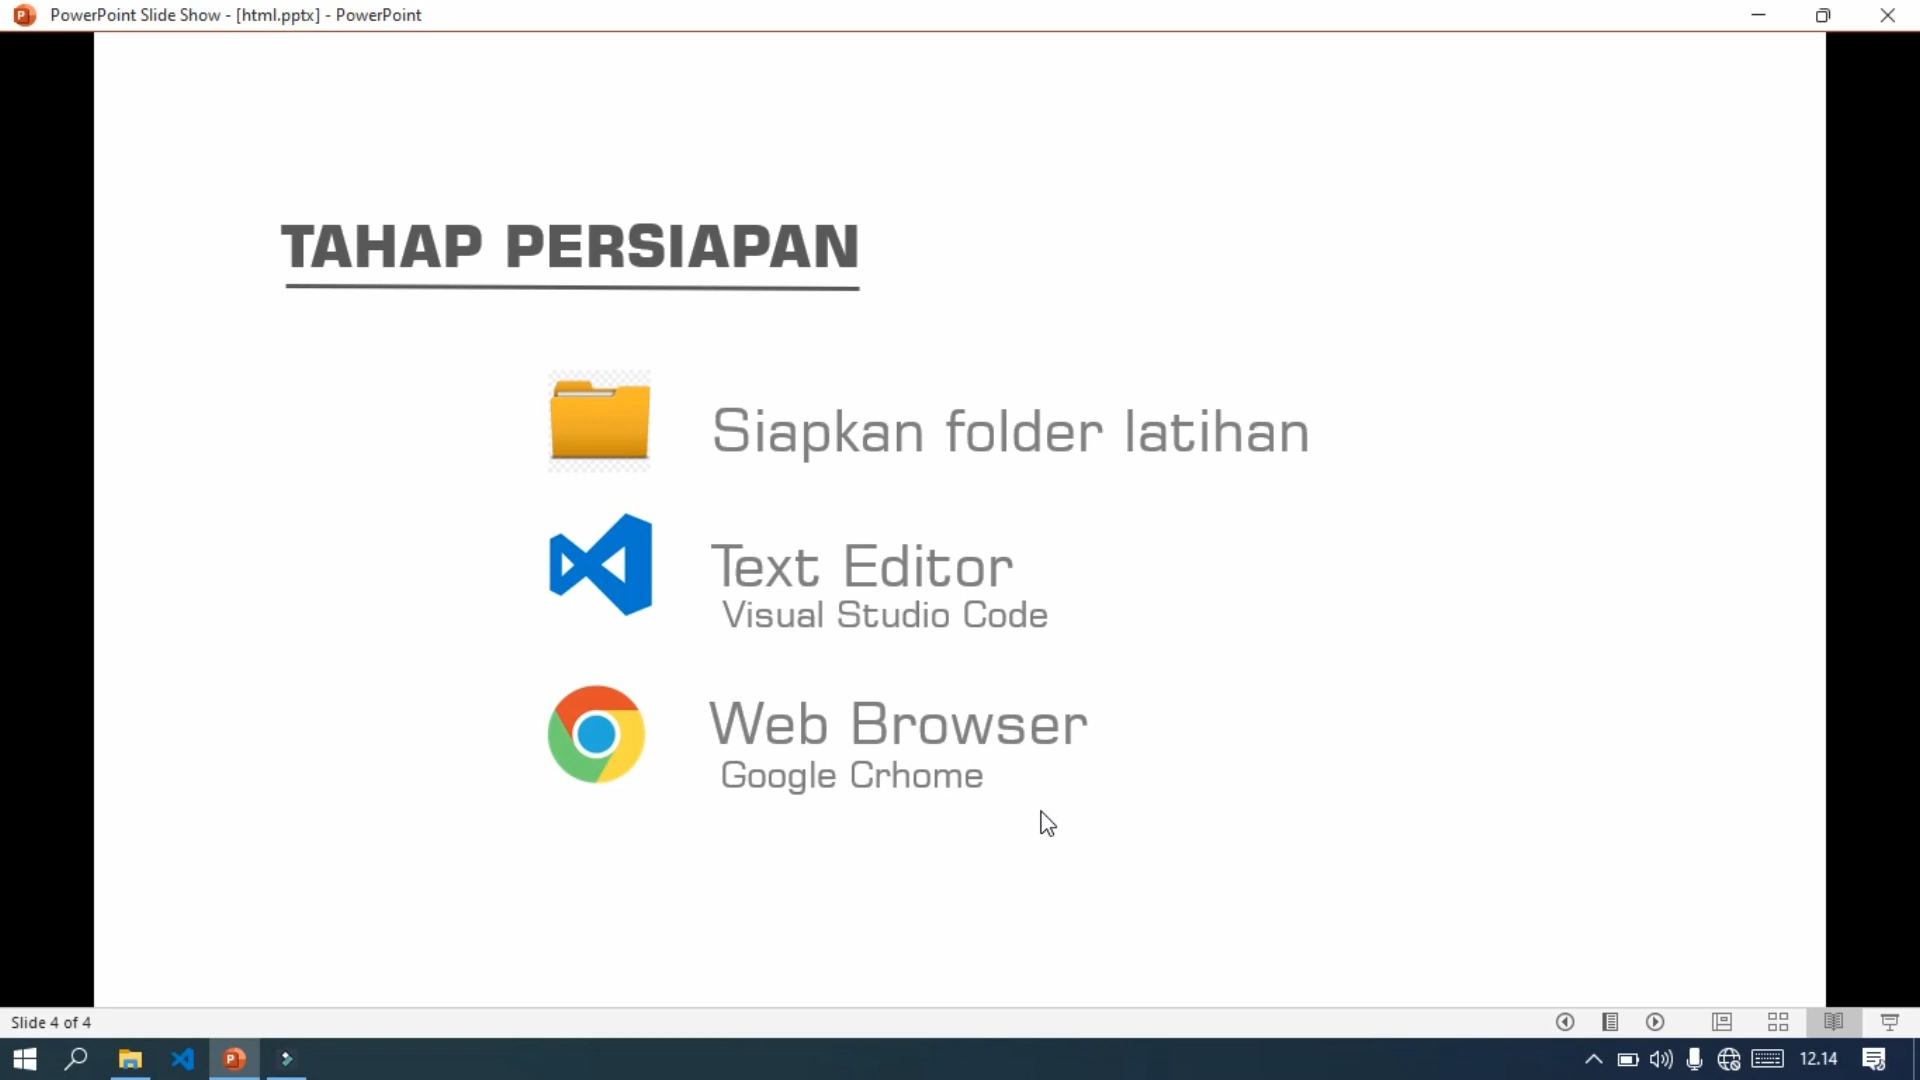 PowerPoint Slide Show - [html.pptx] - PowerPoint
TAHAP PERSIAPAN
Siapkan folder latihan
Text Editor
Visual Studio Code
Web Browser
Google Crhome
Slide 4 of 4
12.14